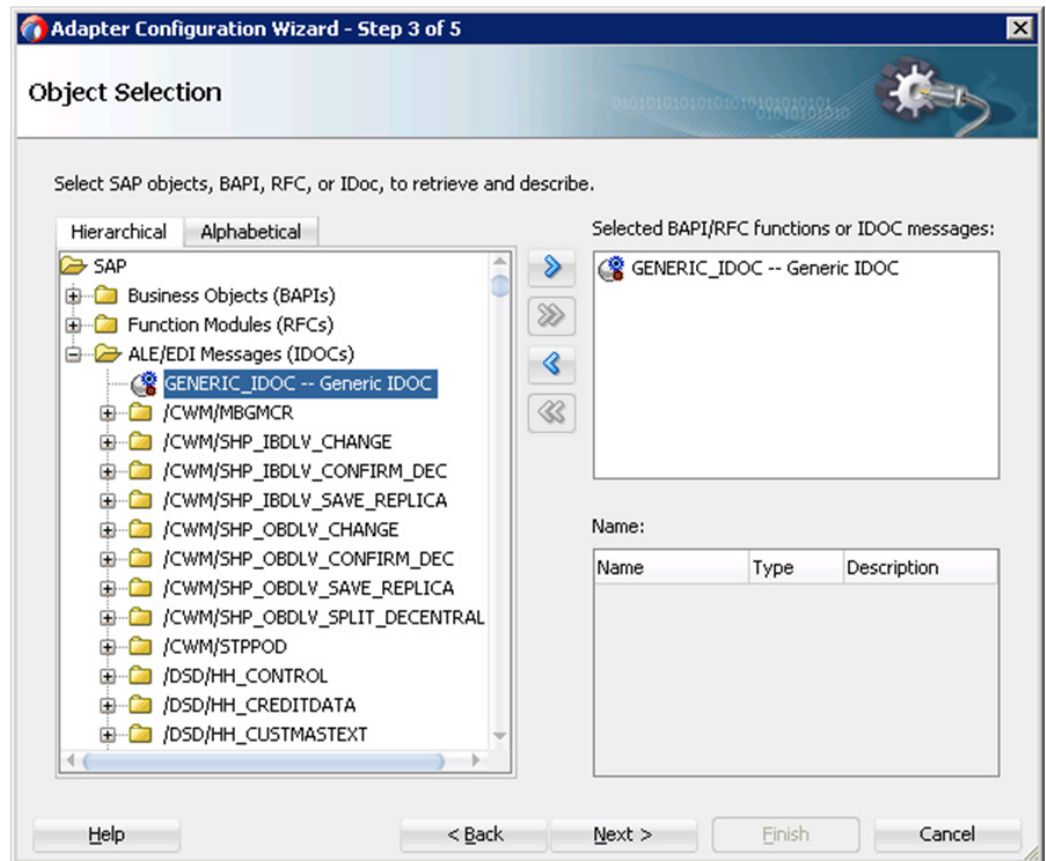 Adapter Configuration Wizard - Step 3 of 5
Object Selection
Select SAP objects, BAPI, RFC, or IDoc, to retrieve and describe.
Hierarchical
Alphabetical
SAP
Business Objects (BAPIs)
Function Modules (RFCs)
ALE/EDI Messages (IDOCs)
GENERIC_IDOC -- Generic IDOC
/CWM/MBGMCR
/CWM/SHP_IBDLV_CHANGE
/CWM/SHP_IBDLV_CONFIRM_DEC
/CWM/SHP_IBDLV_SAVE_REPLICA
/CWM/SHP_OBDLV_CHANGE
/CWM/SHP_OBDLV_CONFIRM_DEC
/CWM/SHP_OBDLV_SAVE_REPLICA
/CWM/SHP_OBDLV_SPLIT_DECENTRAL
/CWM/STPPOD
/DSD/HH_CONTROL
/DSD/HH_CREDITDATA
/DSD/HH_CUSTMASTEXT
Selected BAPI/RFC functions or IDOC messages:
GENERIC_IDOC -- Generic IDOC
Name:
Name Type Description
Help < Back Next > Finish Cancel